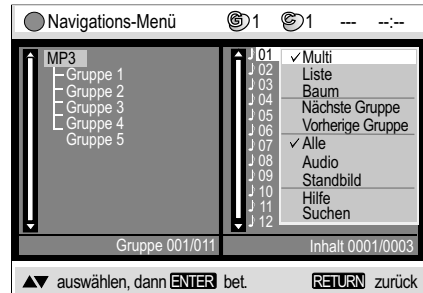 Navigations-Menü G1 C1 --- --:--
MP3
Gruppe 1
Gruppe 2
Gruppe 3
Gruppe 4
Gruppe 5
Gruppe 001/011
01
02
03
04
05
06
07
08
09
10
11
12
✓ Multi
Liste
Baum
Nächste Gruppe
Vorherige Gruppe
✓ Alle
Audio
Standbild
Hilfe
Suchen
Inhalt 0001/0003
▲▼ auswählen, dann ENTER bet. RETURN zurück